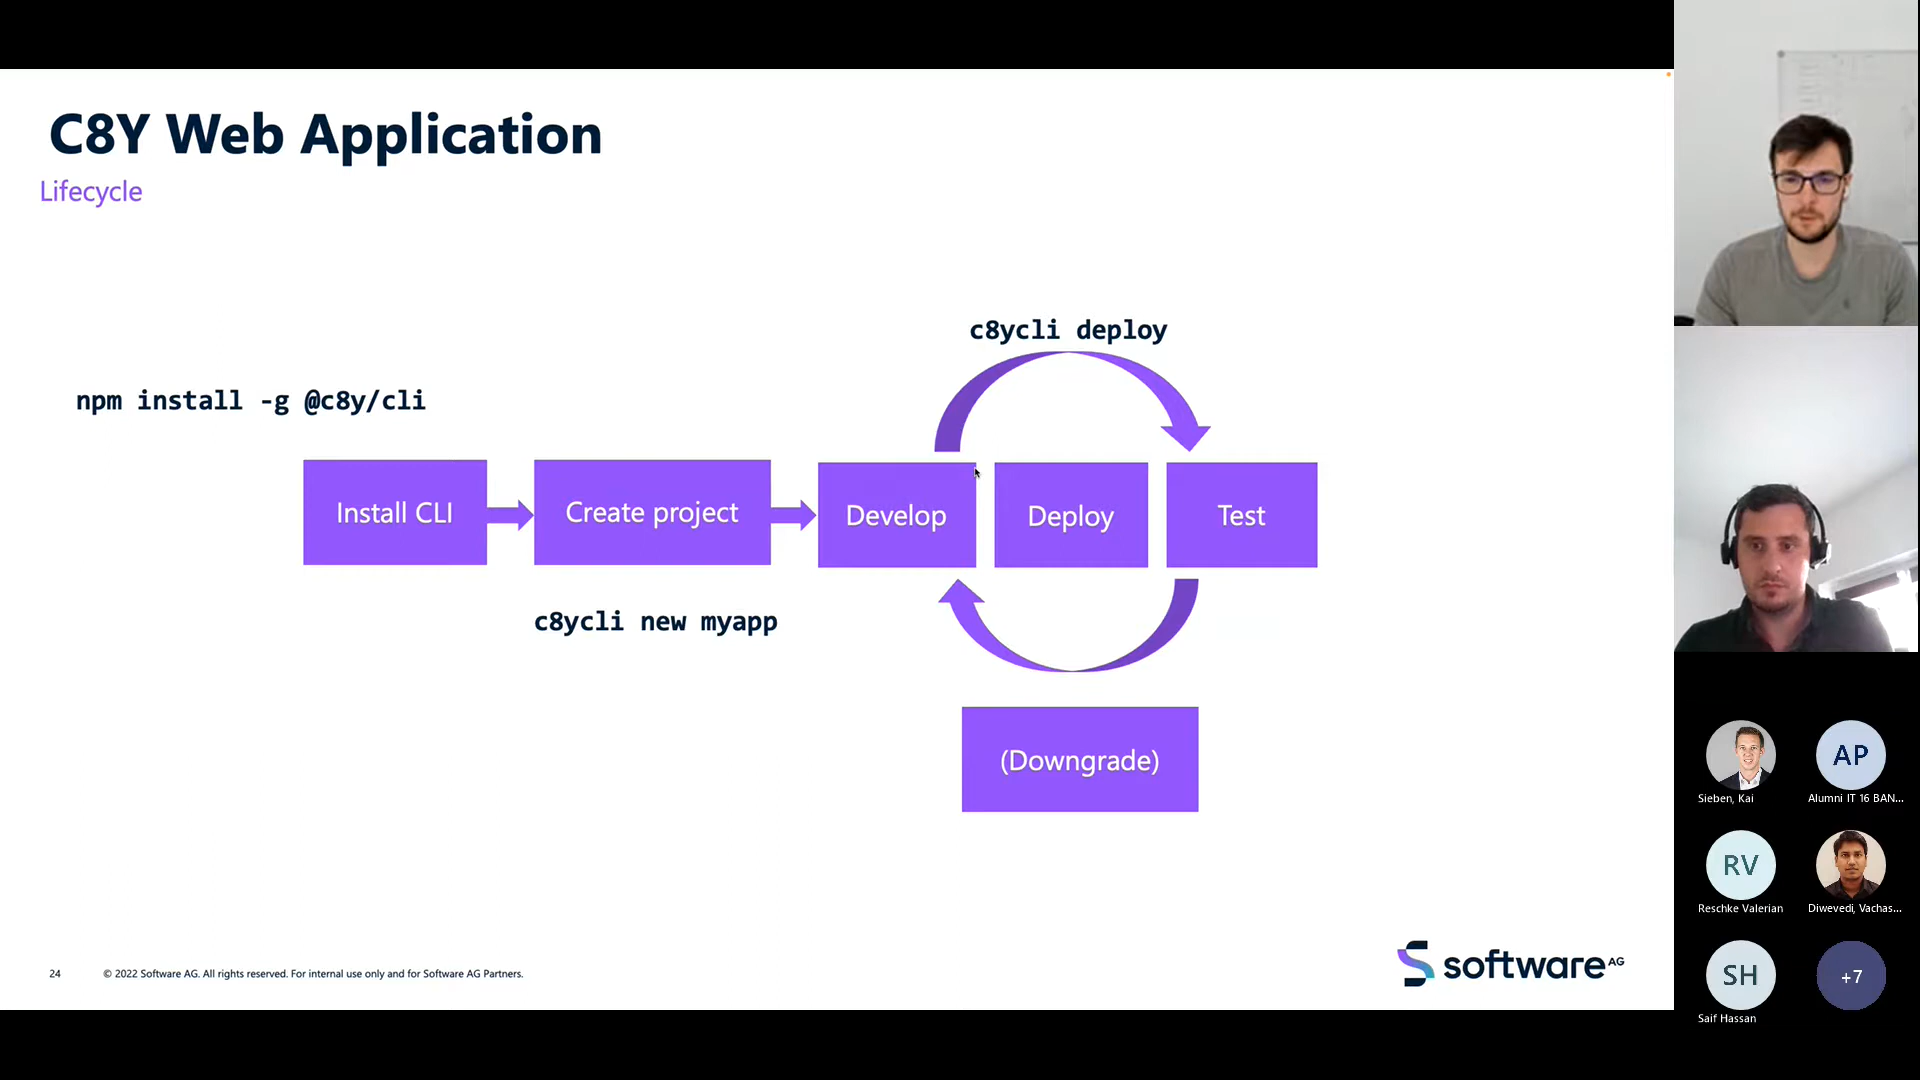 C8Y Web Application
Lifecycle
c8ycli deploy
npm install -g @c8y/cli
Install CLI
Create project
Develop
Deploy
Test
c8ycli new myapp
(Downgrade)
24
© 2022 Software AG. All rights reserved. For internal use only and for Software AG Partners.
software AG
Sieben, Kai
AP
Alumni IT 16 BAN...
RV
Reschke Valerian
Diwevedi, Vachas...
SH
Saif Hassan
+7